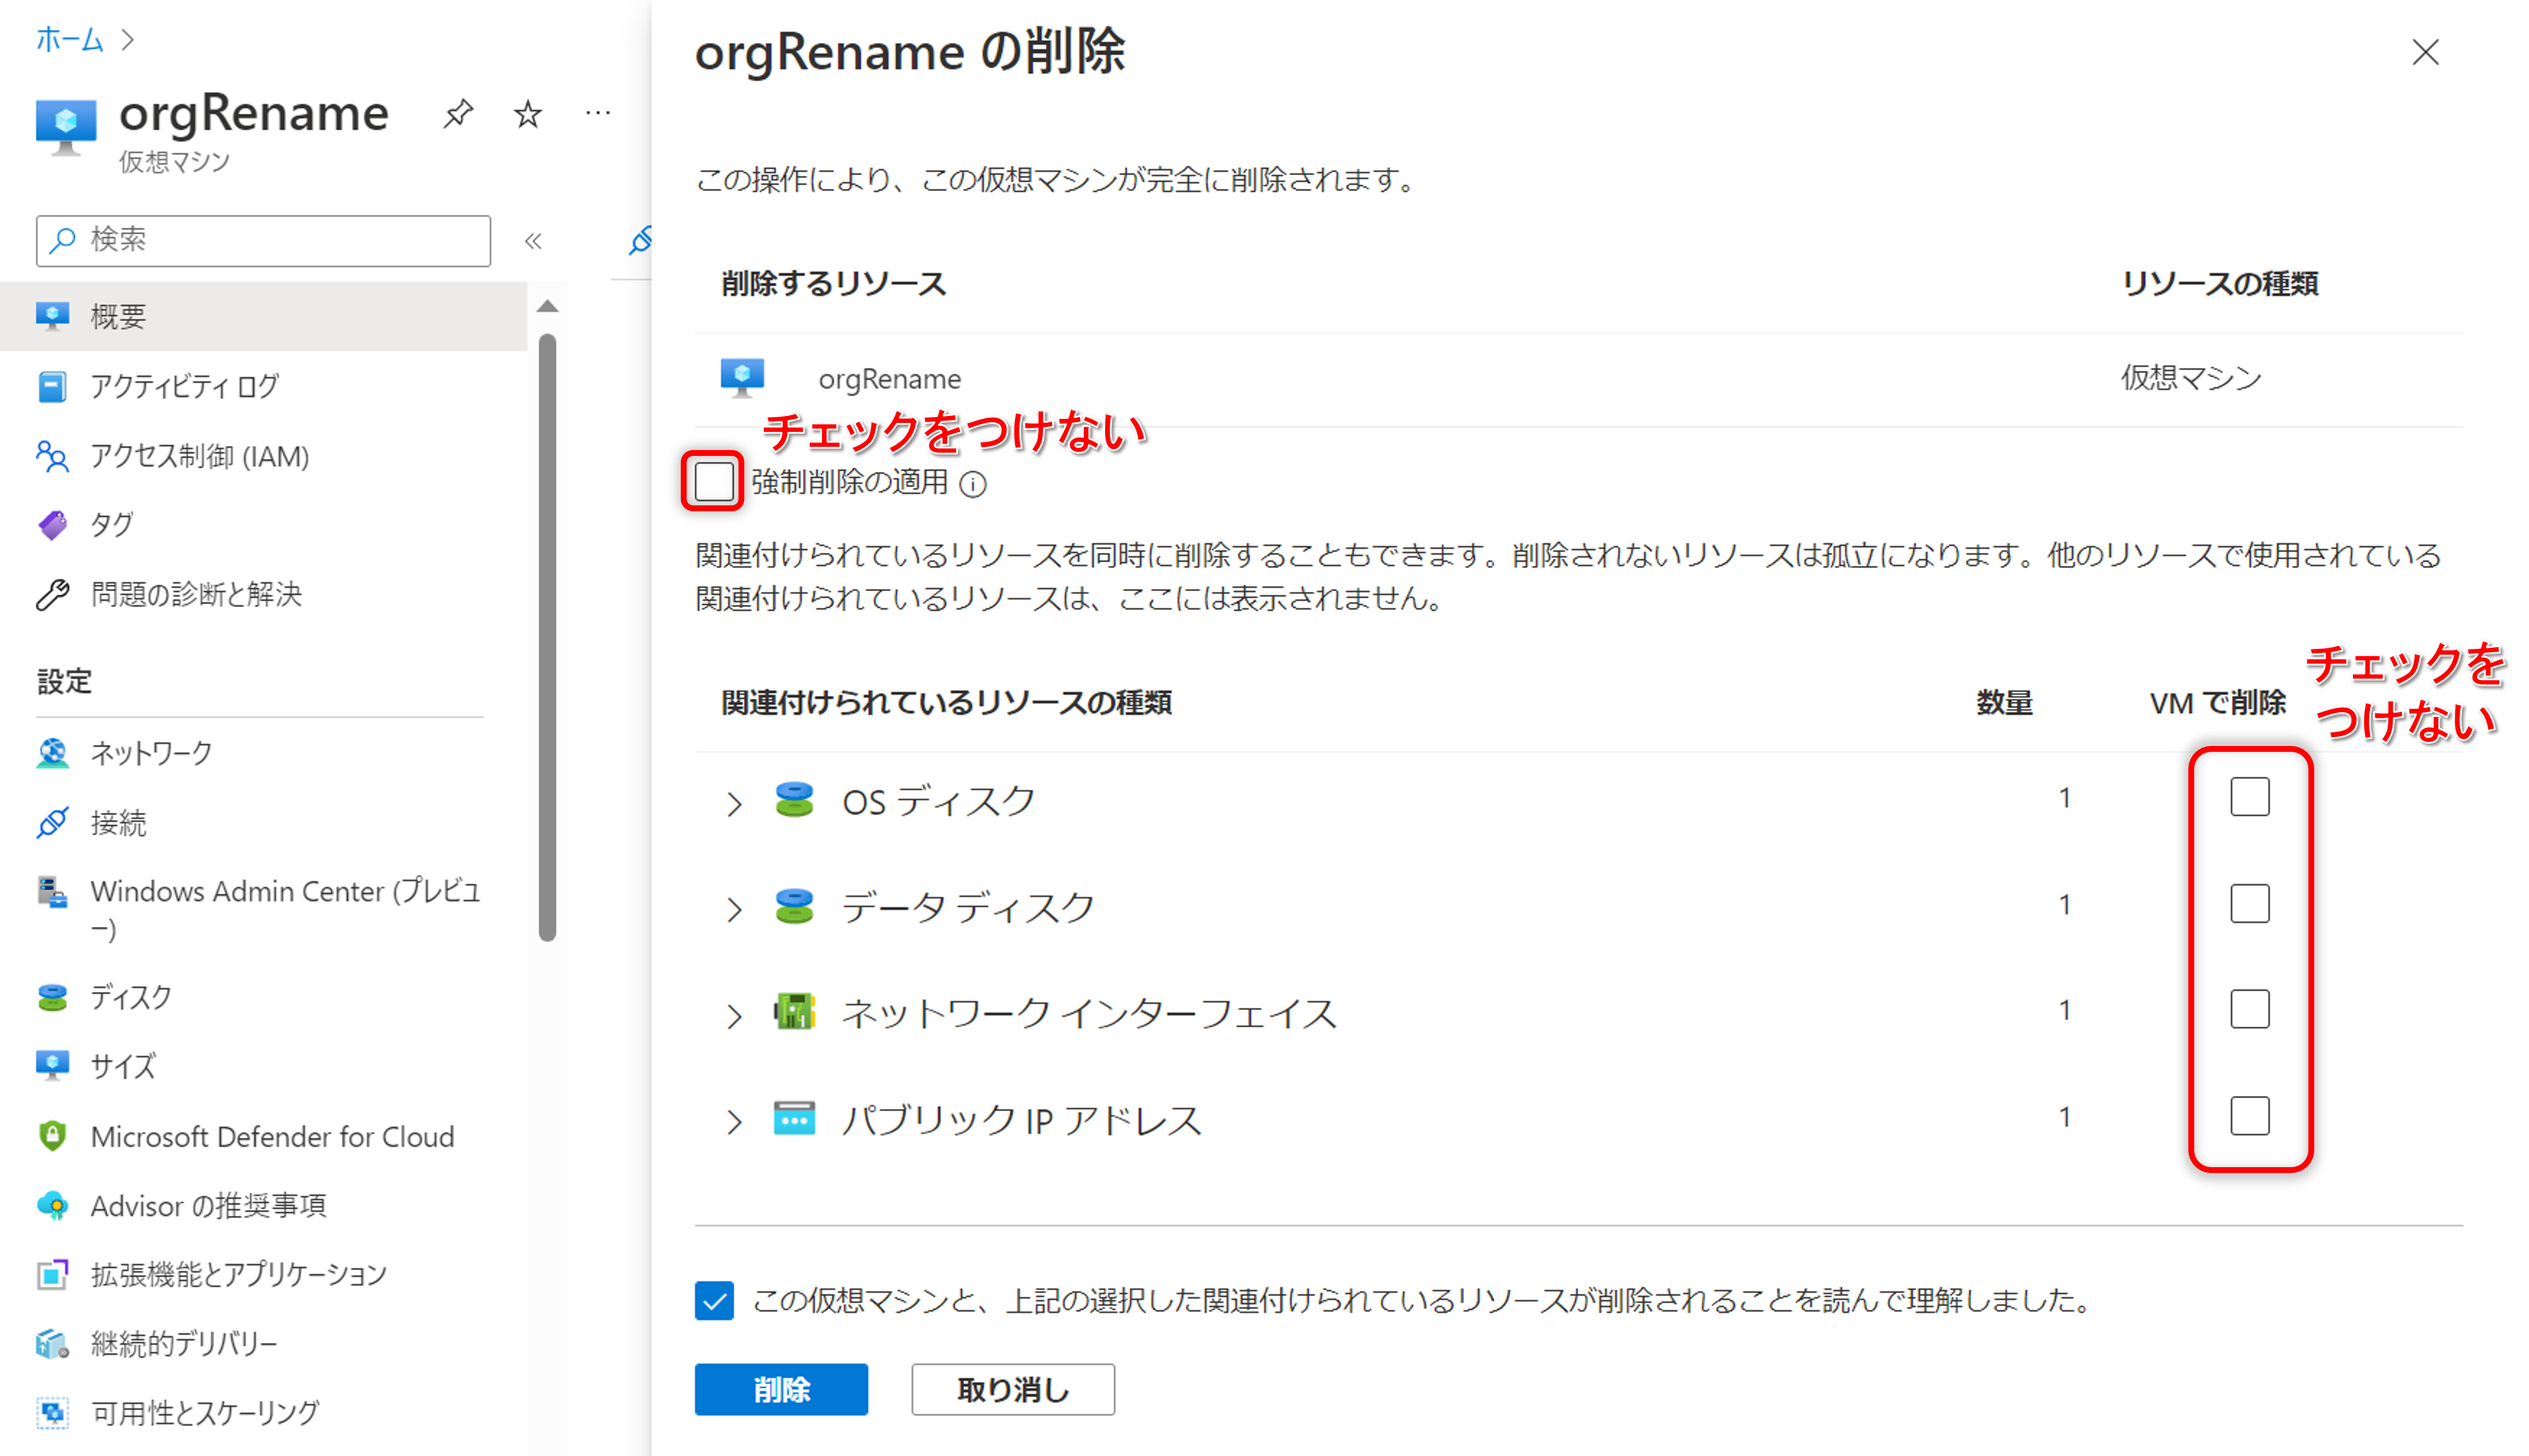 ホーム
orgRename
仮想マシン
検索
概要
アクティビティ ログ
アクセス制御 (IAM)
タグ
問題の診断と解決
設定
ネットワーク
接続
Windows Admin Center (プレビュ
ー)
ディスク
サイズ
Microsoft Defender for Cloud
Advisor の推奨事項
拡張機能とアプリケーション
継続的デリバリー
可用性とスケーリング
orgRename の削除
この操作により、この仮想マシンが完全に削除されます。
削除するリソース リソースの種類
orgRename 仮想マシン
チェックをつけない
強制削除の適用
関連付けられているリソースを同時に削除することもできます。削除されないリソースは孤立になります。他のリソースで使用されている
関連付けられているリソースは、ここには表示されません。
関連付けられているリソースの種類 数量 VM で削除
チェックを
つけない
OS ディスク 1
データ ディスク 1
ネットワーク インターフェイス 1
パブリック IP アドレス 1
この仮想マシンと、上記の選択した関連付けられているリソースが削除されることを読んで理解しました。
削除 取り消し